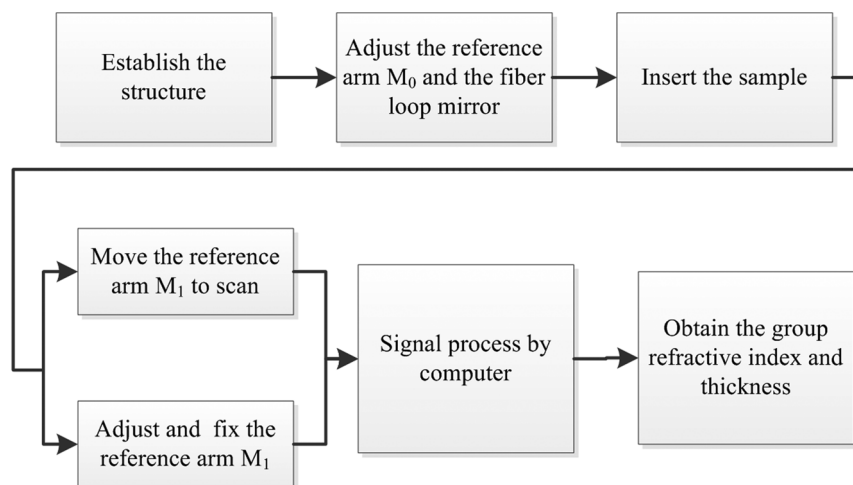 Establish the
structure
Adjust the reference
arm M₀ and the fiber
loop mirror
Insert the sample
Move the reference
arm M₁ to scan
Adjust and fix the
reference arm M₁
Signal process by
computer
Obtain the group
refractive index and
thickness